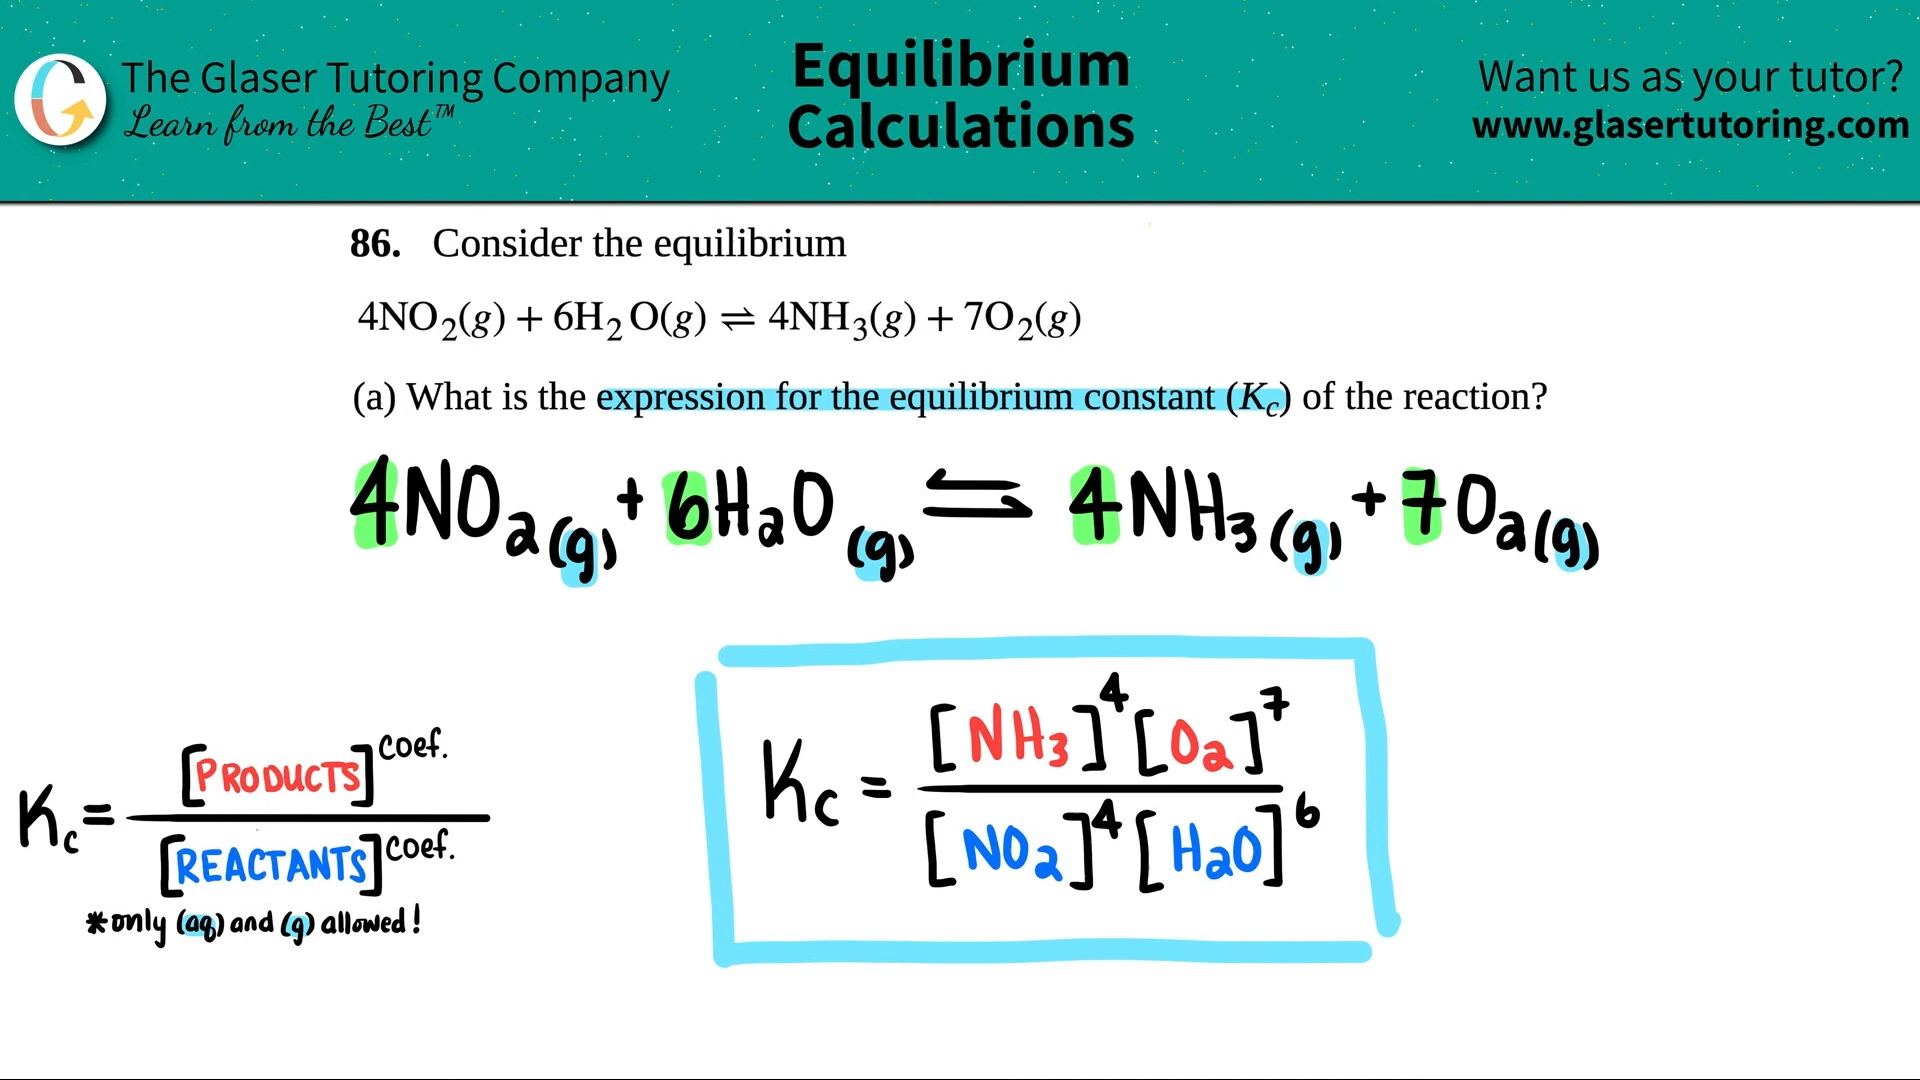 The Glaser Tutoring Company
Learn from the Best™
Equilibrium
Calculations
Want us as your tutor?
www.glasertutoring.com
86. Consider the equilibrium
4NO₂(g) + 6H₂O(g) ⇌ 4NH₃(g) + 7O₂(g)
(a) What is the expression for the equilibrium constant (K꜀) of the reaction?
4NO₂(g) + 6H₂O(g) ⇌ 4NH₃(g) + 7O₂(g)
Kc = [PRODUCTS]^coef. / [REACTANTS]^coef.
*only (aq) and (g) allowed!
Kc = [NH₃]⁴[O₂]⁷ / [NO₂]⁴[H₂O]⁶